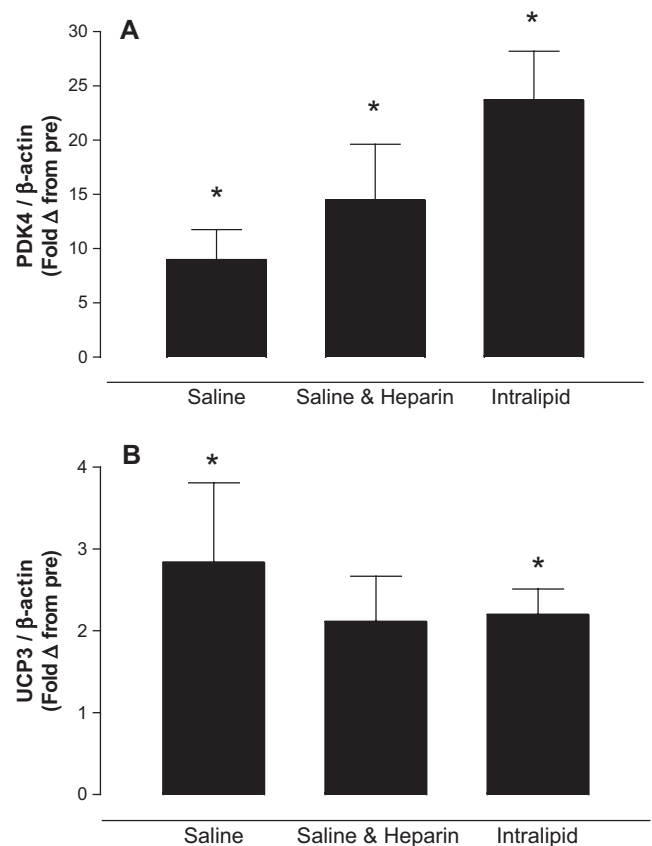 A
PDK4 / β-actin
(Fold Δ from pre)
30
25
20
15
10
5
0
*
*
*
Saline
Saline & Heparin
Intralipid
B
UCP3 / β-actin
(Fold Δ from pre)
4
3
2
1
0
*
*
Saline
Saline & Heparin
Intralipid